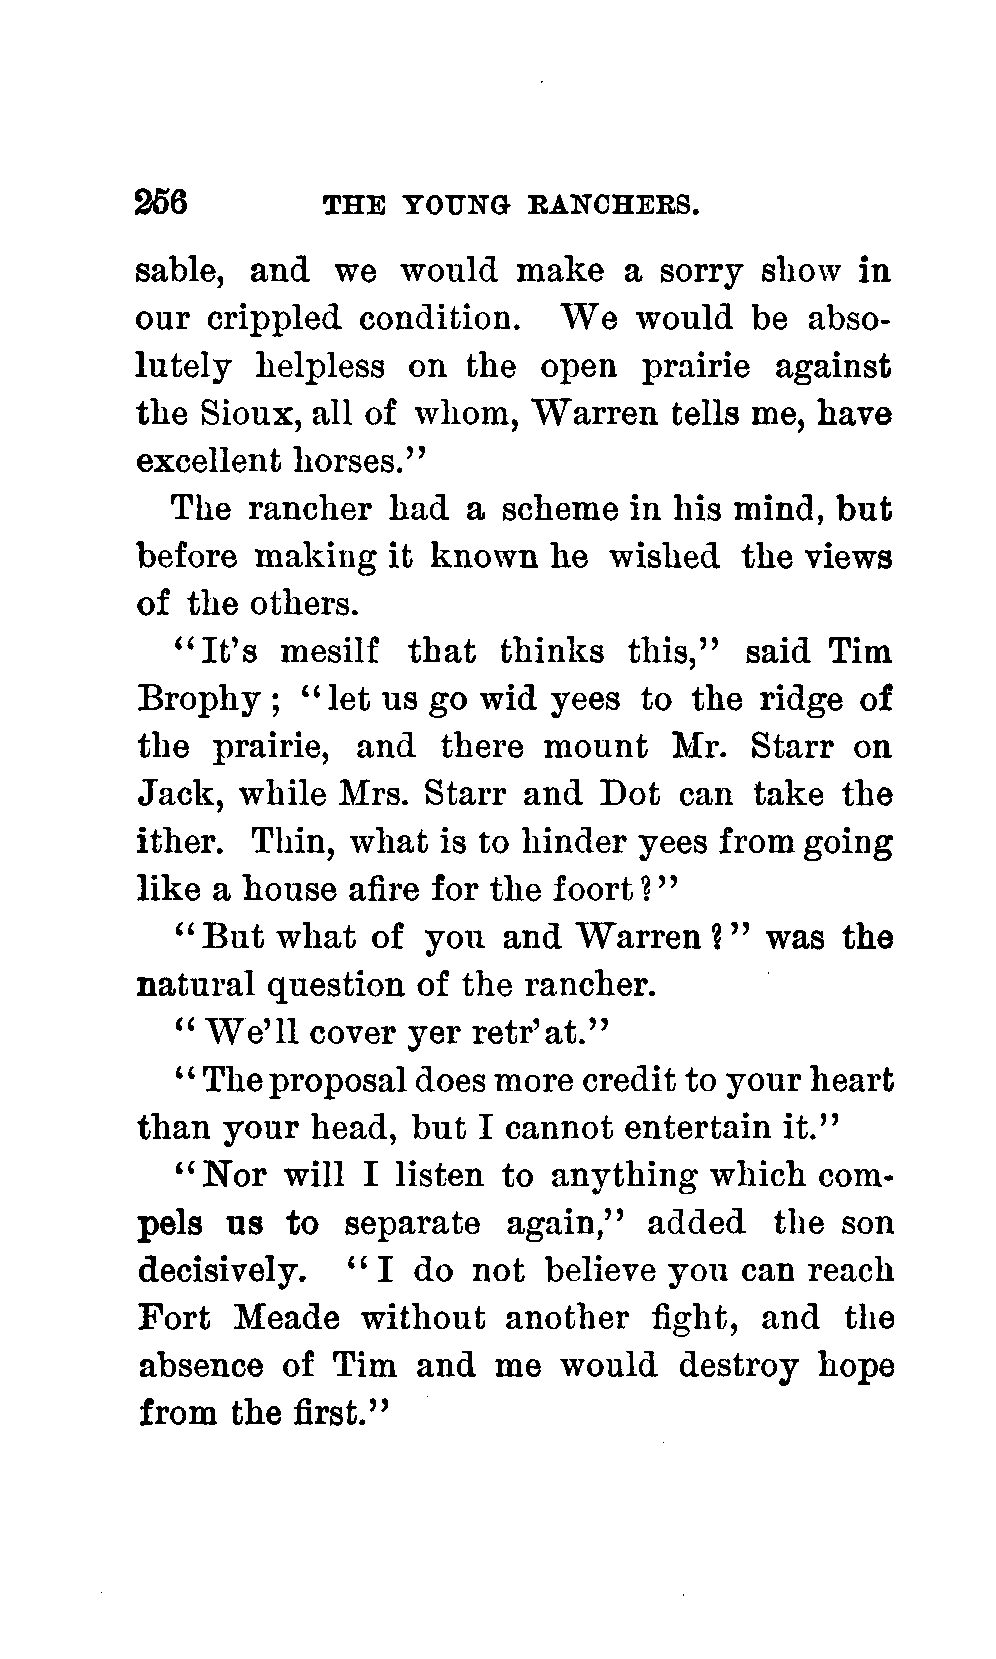 256 THE YOUNG RANCHERS.
sable, and we would make a sorry show in
our crippled condition. We would be abso-
lutely helpless on the open prairie against
the Sioux, all of whom, Warren tells me, have
excellent horses."
The rancher had a scheme in his mind, but
before making it known he wished the views
of the others.
"It's mesilf that thinks this," said Tim
Brophy; "let us go wid yees to the ridge of
the prairie, and there mount Mr. Starr on
Jack, while Mrs. Starr and Dot can take the
ither. Thin, what is to hinder yees from going
like a house afire for the foort?"
"But what of you and Warren?" was the
natural question of the rancher.
"We'll cover yer retr'at."
"The proposal does more credit to your heart
than your head, but I cannot entertain it."
"Nor will I listen to anything which com-
pels us to separate again," added the son
decisively. "I do not believe you can reach
Fort Meade without another fight, and the
absence of Tim and me would destroy hope
from the first."